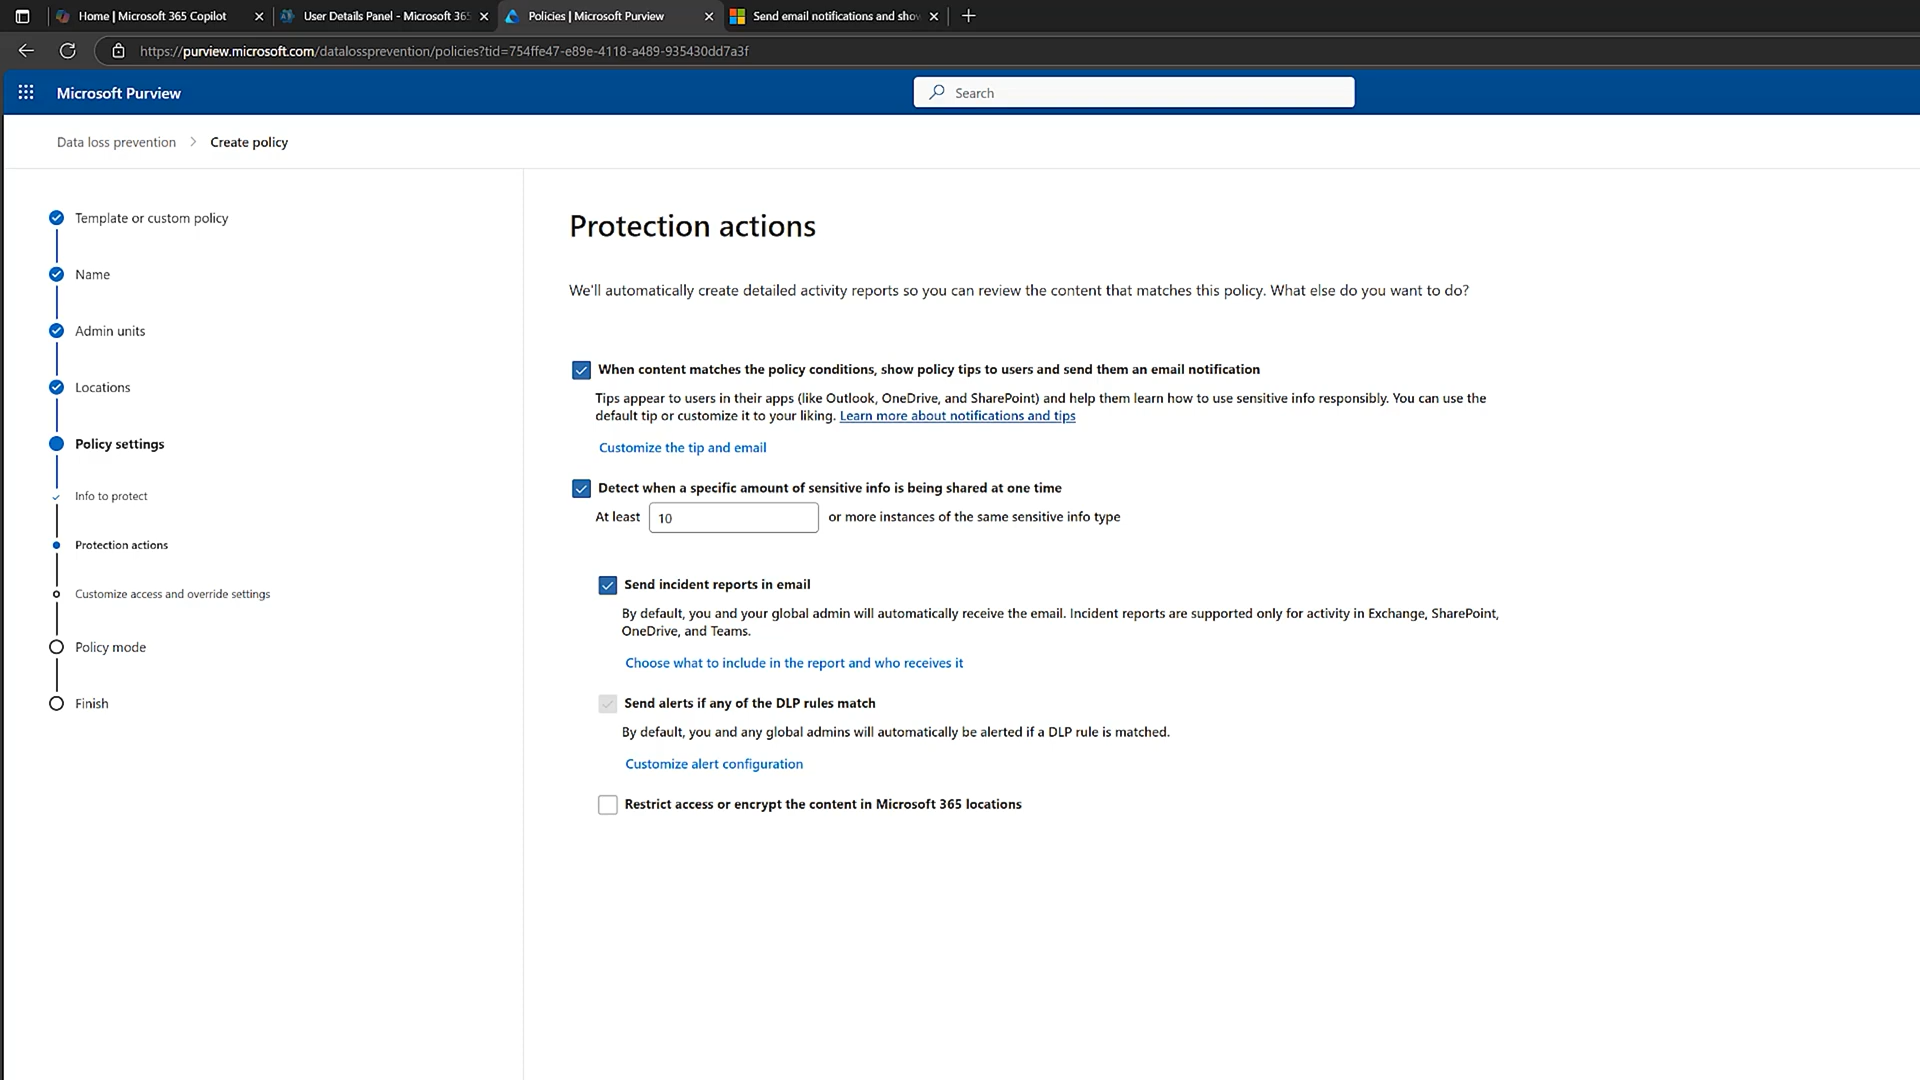 Home | Microsoft 365 Copilot
User Details Panel - Microsoft 365
Policies | Microsoft Purview
Send email notifications and show
https://purview.microsoft.com/datalossprevention/policies?tid=754ffe47-e89e-4118-a489-935430dd7a3f
Microsoft Purview
Search
Data loss prevention > Create policy
Template or custom policy
Name
Admin units
Locations
Policy settings
Info to protect
Protection actions
Customize access and override settings
Policy mode
Finish
Protection actions
We'll automatically create detailed activity reports so you can review the content that matches this policy. What else do you want to do?
When content matches the policy conditions, show policy tips to users and send them an email notification
Tips appear to users in their apps (like Outlook, OneDrive, and SharePoint) and help them learn how to use sensitive info responsibly. You can use the
default tip or customize it to your liking. Learn more about notifications and tips
Customize the tip and email
Detect when a specific amount of sensitive info is being shared at one time
At least 10 or more instances of the same sensitive info type
Send incident reports in email
By default, you and your global admin will automatically receive the email. Incident reports are supported only for activity in Exchange, SharePoint,
OneDrive, and Teams.
Choose what to include in the report and who receives it
Send alerts if any of the DLP rules match
By default, you and any global admins will automatically be alerted if a DLP rule is matched.
Customize alert configuration
Restrict access or encrypt the content in Microsoft 365 locations